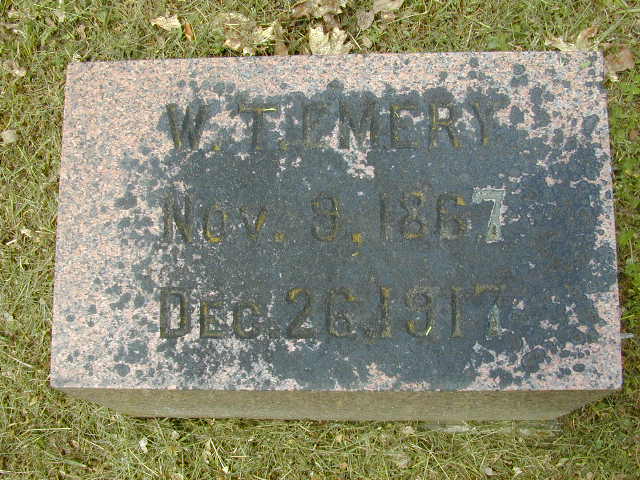 W. T. EMERY
Nov. 9, 1867
Dec. 26, 1917